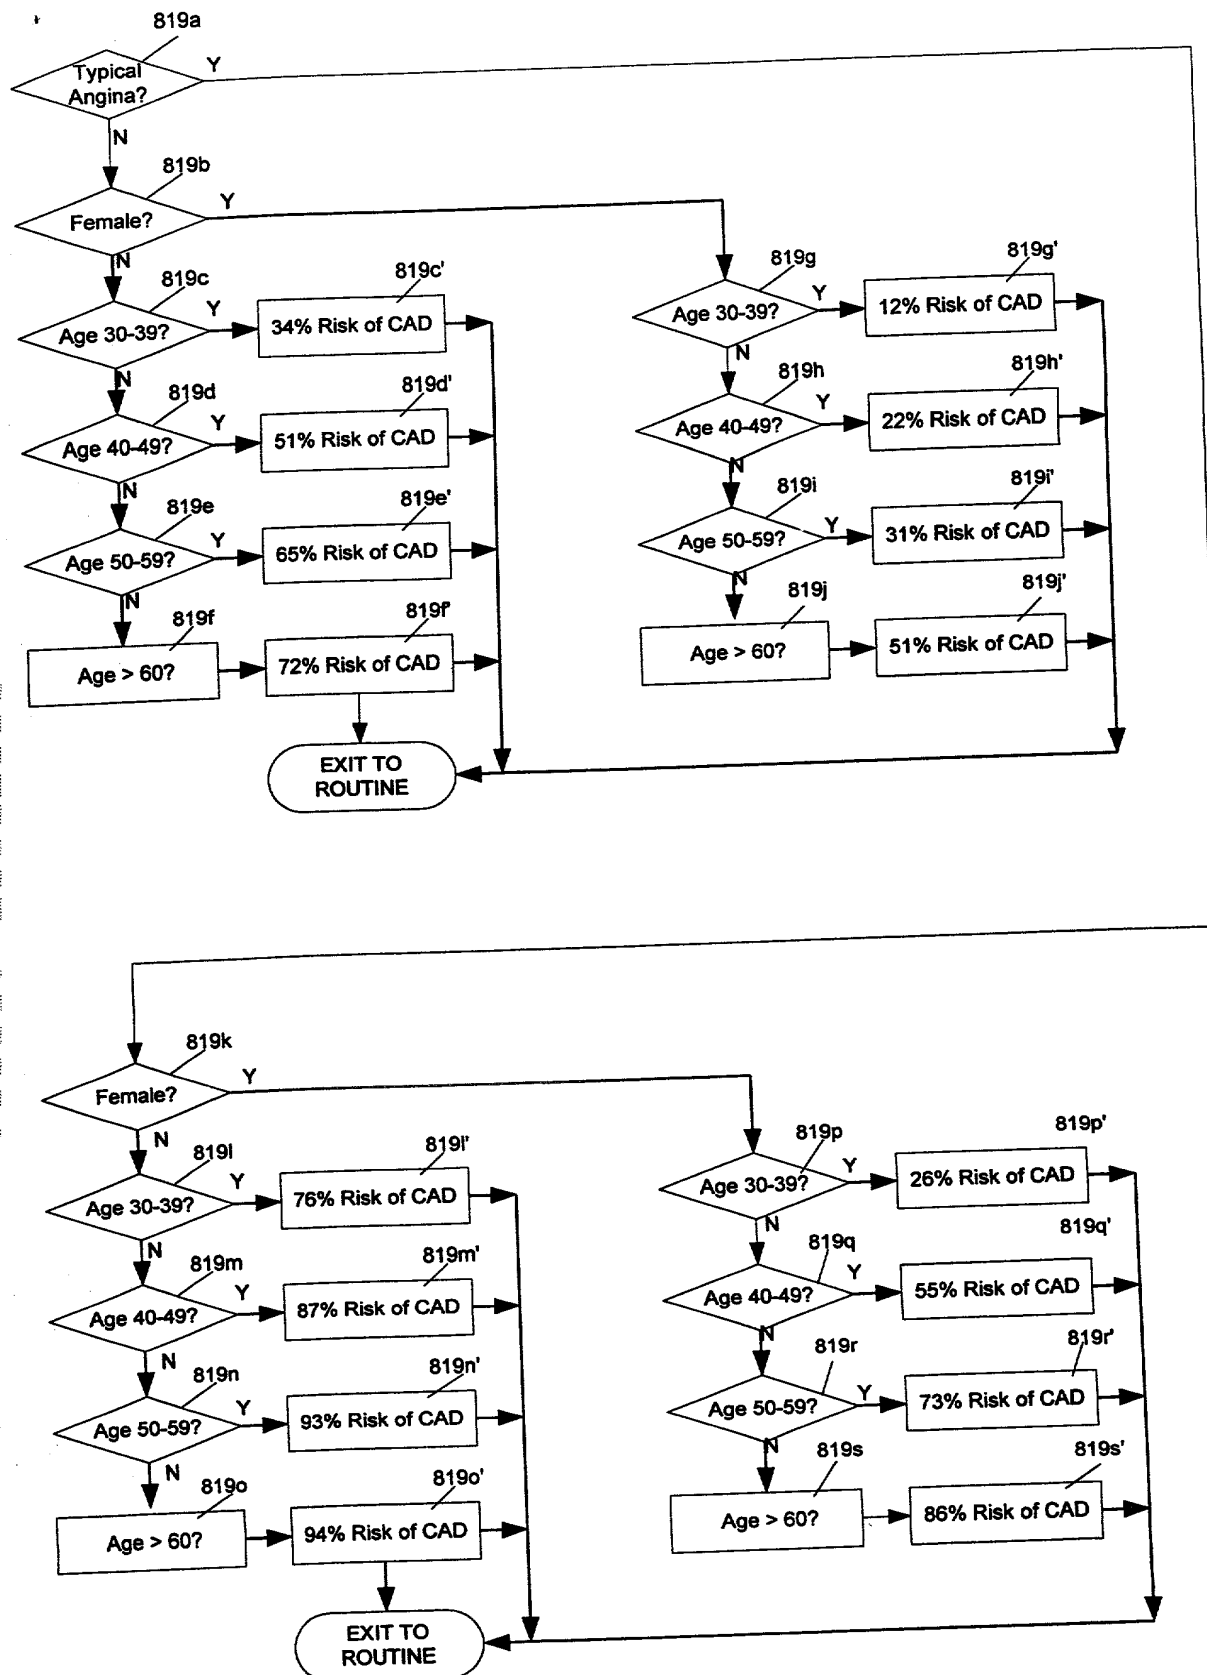 819a
Y
Typical
Angina?
N
819b
Y
Female?
N
819c
Y
Age 30-39?
819c'
34% Risk of CAD
N
819d
Y
Age 40-49?
819d'
51% Risk of CAD
N
819e
Y
Age 50-59?
819e'
65% Risk of CAD
N
819f
Age > 60?
819f'
72% Risk of CAD
819g
Y
Age 30-39?
819g'
12% Risk of CAD
N
819h
Y
Age 40-49?
819h'
22% Risk of CAD
N
819i
Y
Age 50-59?
819i'
31% Risk of CAD
N
819j
Age > 60?
819j'
51% Risk of CAD
EXIT TO
ROUTINE
819k
Y
Female?
N
819l
Y
Age 30-39?
819l'
76% Risk of CAD
N
819m
Y
Age 40-49?
819m'
87% Risk of CAD
N
819n
Y
Age 50-59?
819n'
93% Risk of CAD
N
819o
Age > 60?
819o'
94% Risk of CAD
819p
Y
Age 30-39?
819p'
26% Risk of CAD
N
819q
Y
Age 40-49?
819q'
55% Risk of CAD
N
819r
Y
Age 50-59?
819r'
73% Risk of CAD
N
819s
Age > 60?
819s'
86% Risk of CAD
EXIT TO
ROUTINE